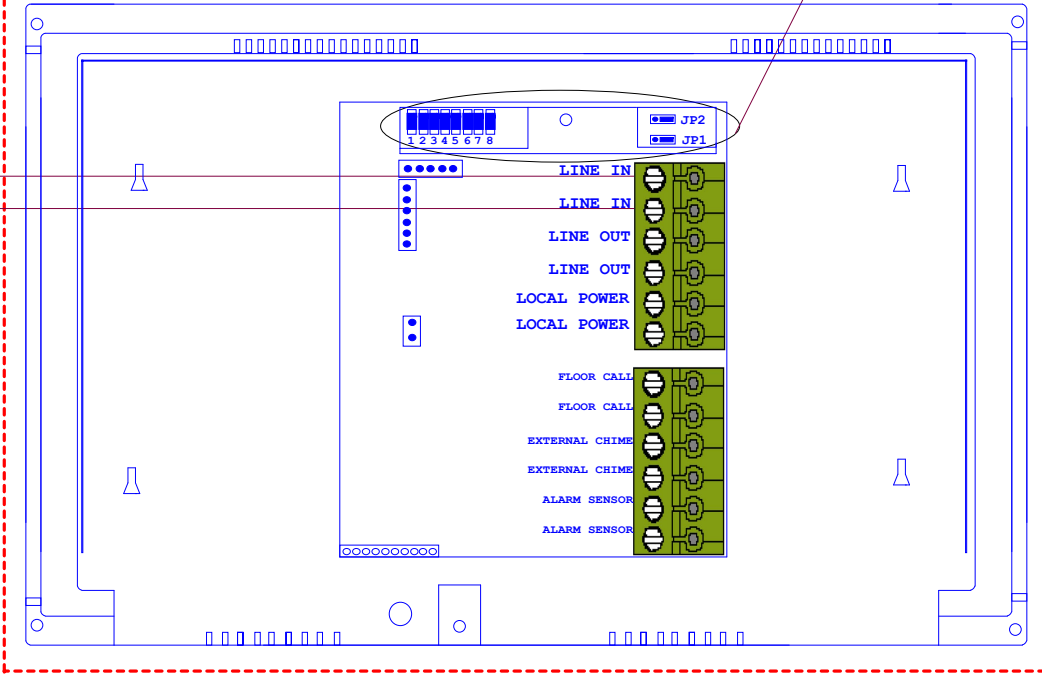 JP2
1 2 3 4 5 6 7 8
JP1
LINE IN
LINE IN
LINE OUT
LINE OUT
LOCAL POWER
LOCAL POWER
FLOOR CALL
FLOOR CALL
EXTERNAL CHIME
EXTERNAL CHIME
ALARM SENSOR
ALARM SENSOR